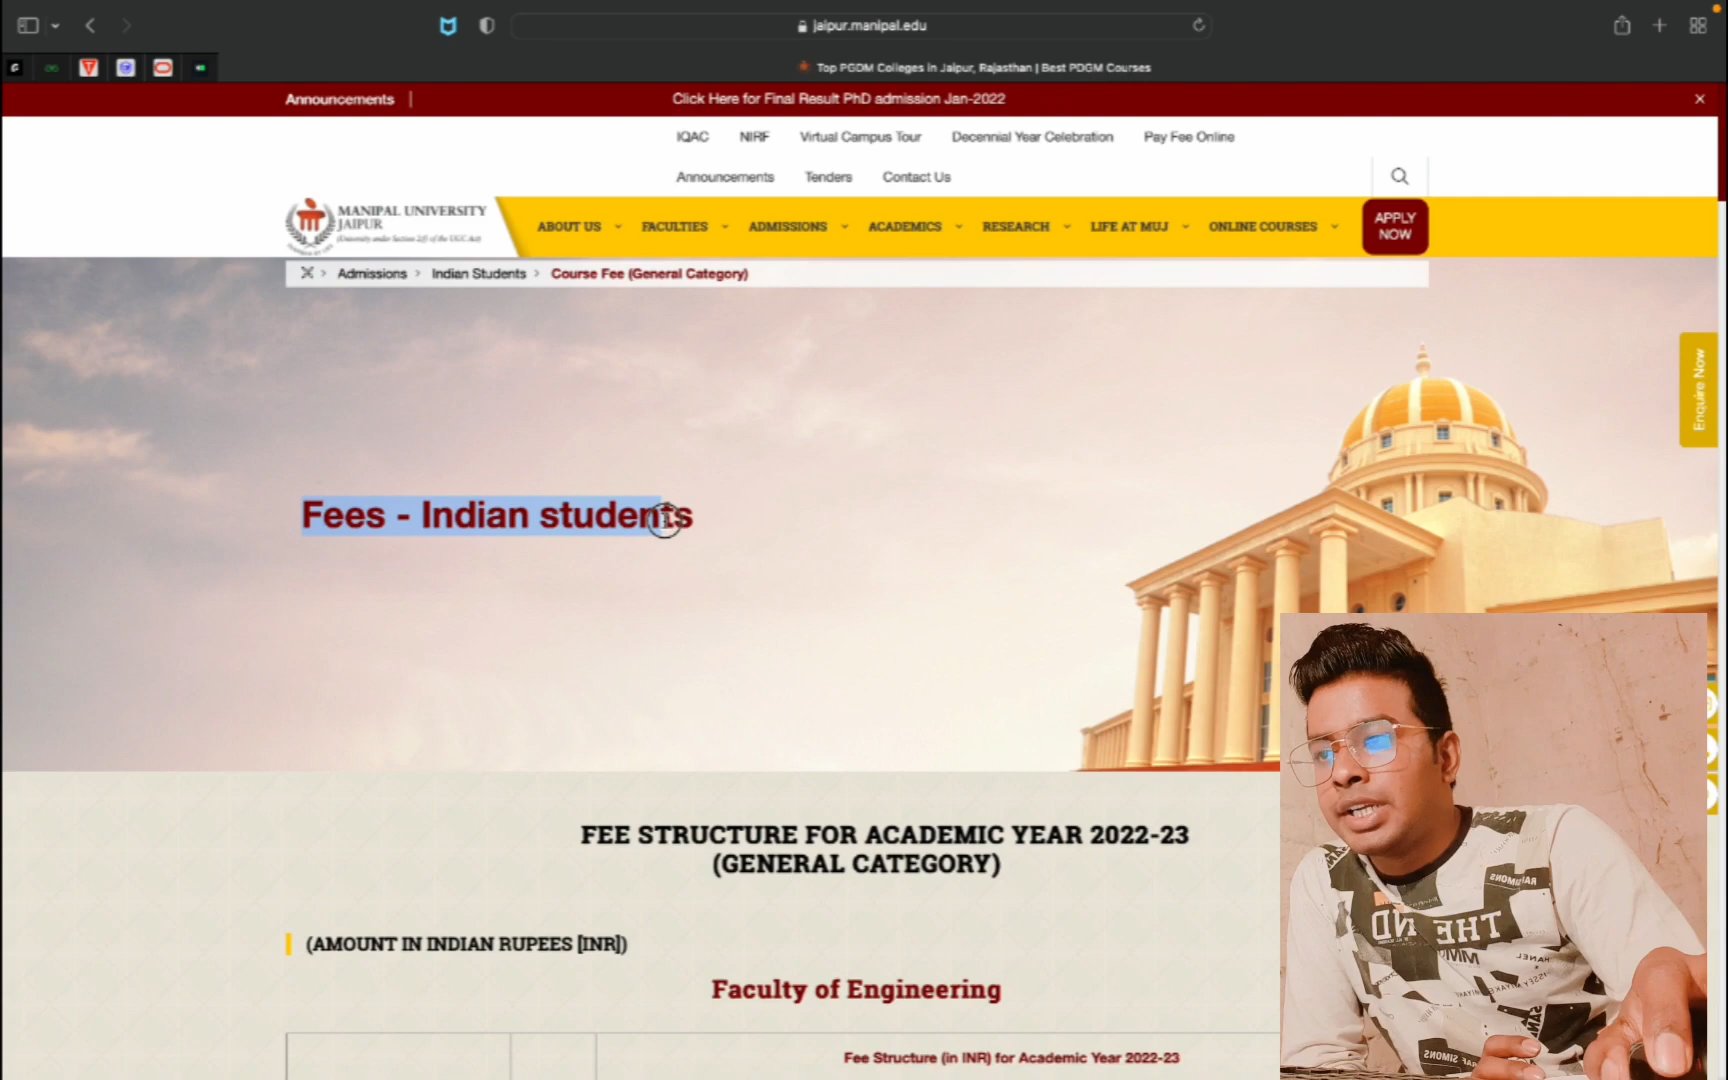 jaipur.manipal.edu
Top PGDM Colleges in Jaipur, Rajasthan | Best PDGM Courses
Announcements
Click Here for Final Result PhD admission Jan-2022
IQAC NIRF Virtual Campus Tour Decennial Year Celebration Pay Fee Online
Announcements Tenders Contact Us
MANIPAL UNIVERSITY
JAIPUR
(University under Section 2(f) of the UGC Act)
ABOUT US FACULTIES ADMISSIONS ACADEMICS RESEARCH LIFE AT MUJ ONLINE COURSES
APPLY
NOW
Admissions > Indian Students > Course Fee (General Category)
Enquire Now
Fees - Indian students
FEE STRUCTURE FOR ACADEMIC YEAR 2022-23
(GENERAL CATEGORY)
(AMOUNT IN INDIAN RUPEES [INR])
Faculty of Engineering
Fee Structure (in INR) for Academic Year 2022-23
THE